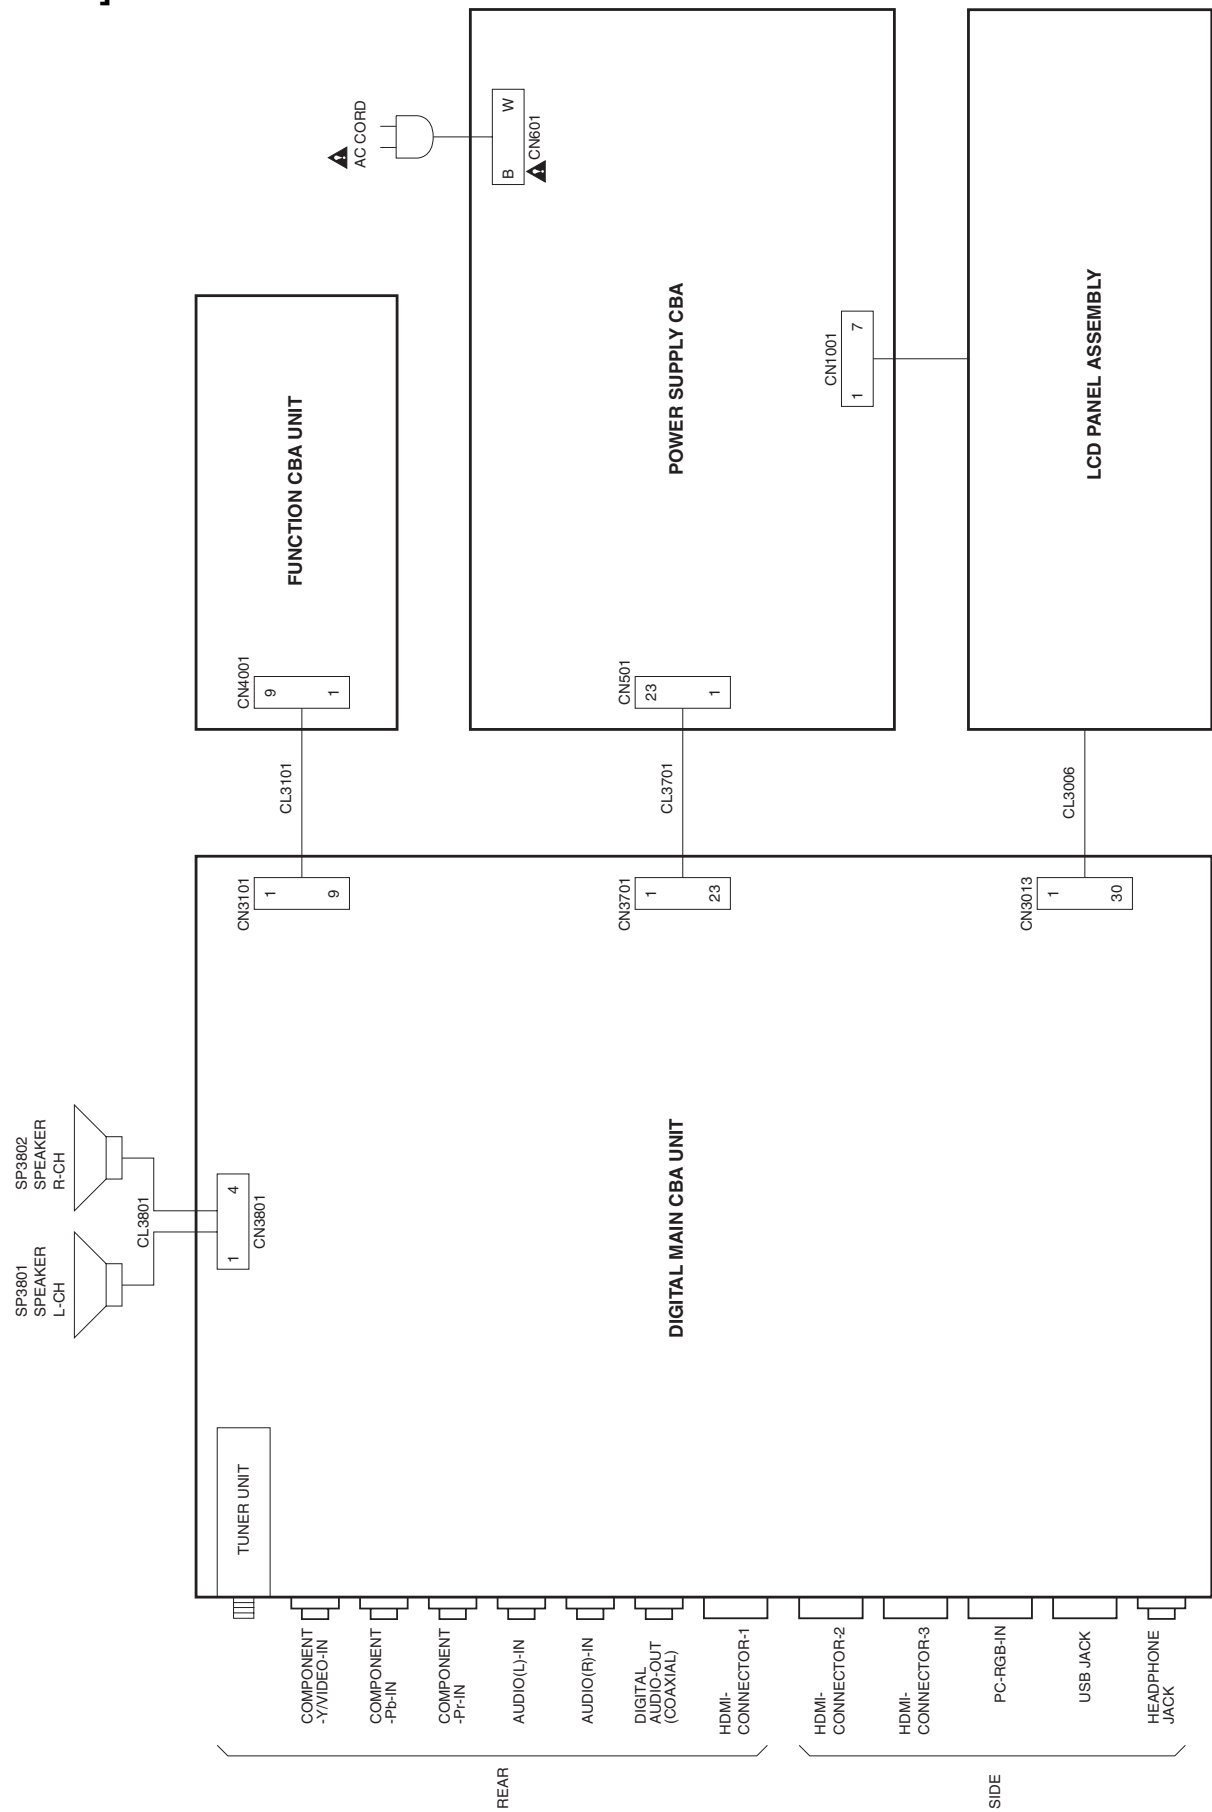 ]
SP3801
SPEAKER
L-CH
SP3802
SPEAKER
R-CH
CL3801
1 4
CN3801
AC CORD
B W
CN601
TUNER UNIT
CN3101
1
9
CL3101
CN4001
9
1
FUNCTION CBA UNIT
REAR
COMPONENT
-Y/VIDEO-IN
COMPONENT
-Pb-IN
COMPONENT
-Pr-IN
AUDIO(L)-IN
AUDIO(R)-IN
DIGITAL
AUDIO-OUT
(COAXIAL)
HDMI-
CONNECTOR-1
DIGITAL MAIN CBA UNIT
CN3701
1
23
CL3701
CN501
23
1
POWER SUPPLY CBA
CN1001
1 7
SIDE
HDMI-
CONNECTOR-2
HDMI-
CONNECTOR-3
PC-RGB-IN
USB JACK
HEADPHONE
JACK
CN3013
1
30
CL3006
LCD PANEL ASSEMBLY